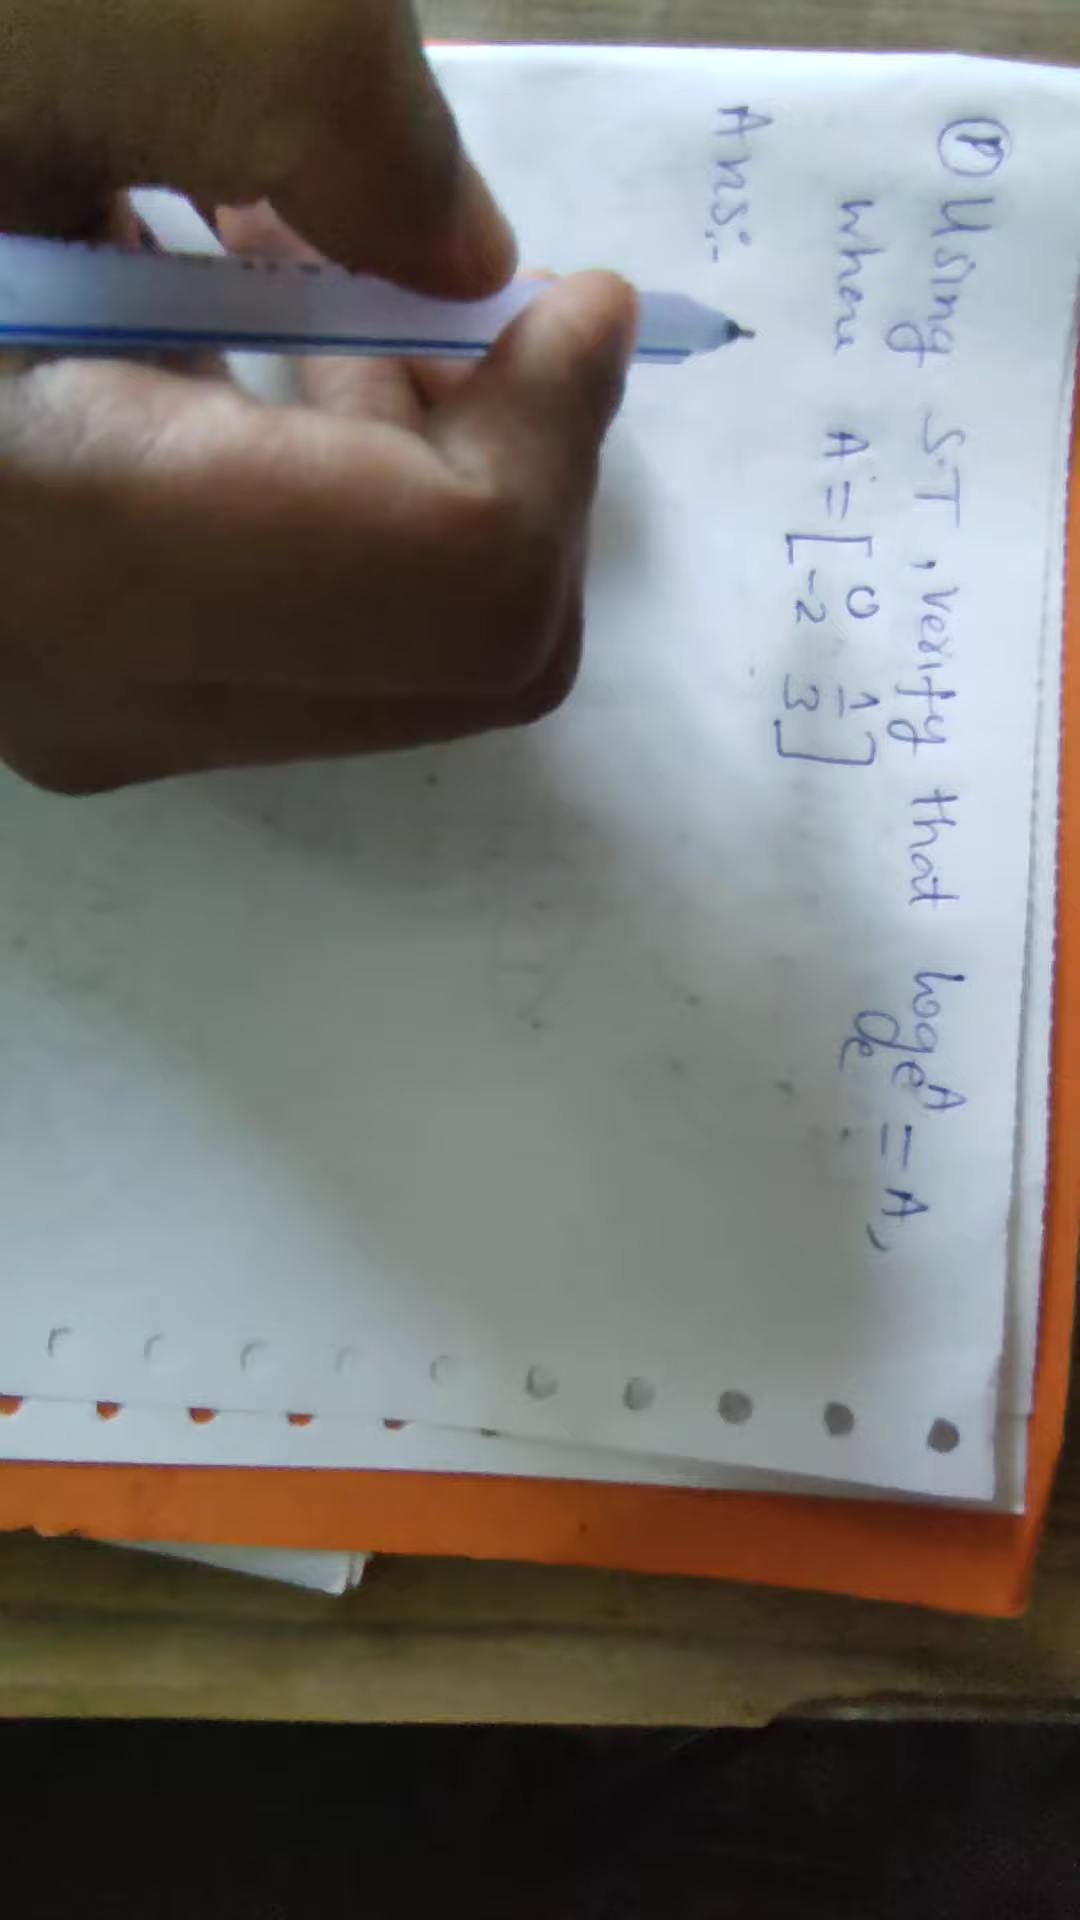 ① Using S.T, verify that log_e e^A = A,
where A = [ 0 1
-2 3 ]
Ans:-